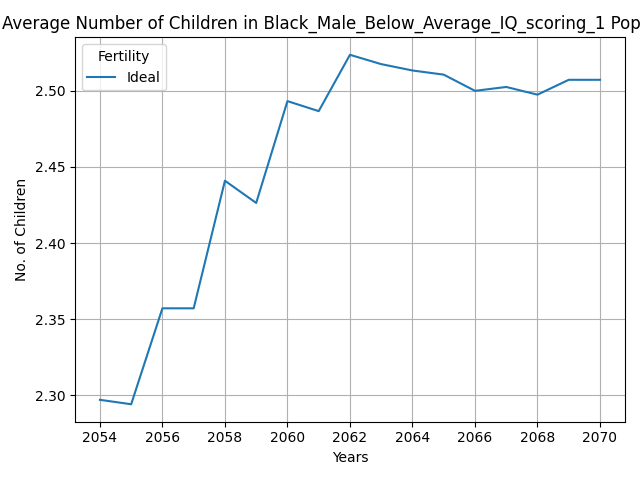 Average Number of Children in Black_Male_Below_Average_IQ_scoring_1 Pop
Fertility
Ideal
No. of Children
2.50
2.45
2.40
2.35
2.30
2054 2056 2058 2060 2062 2064 2066 2068 2070
Years